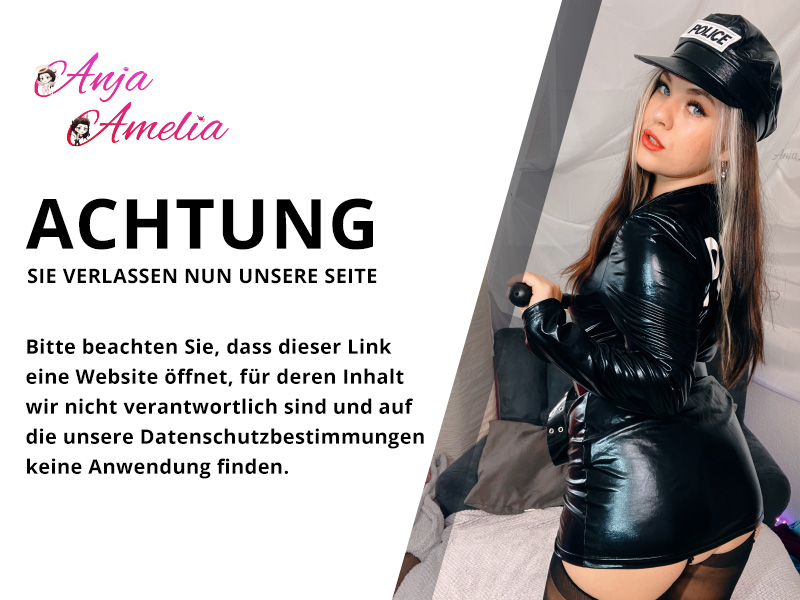 Anja
Amelia
ACHTUNG
SIE VERLASSEN NUN UNSERE SEITE
Bitte beachten Sie, dass dieser Link
eine Website öffnet, für deren Inhalt
wir nicht verantwortlich sind und auf
die unsere Datenschutzbestimmungen
keine Anwendung finden.
POLICE